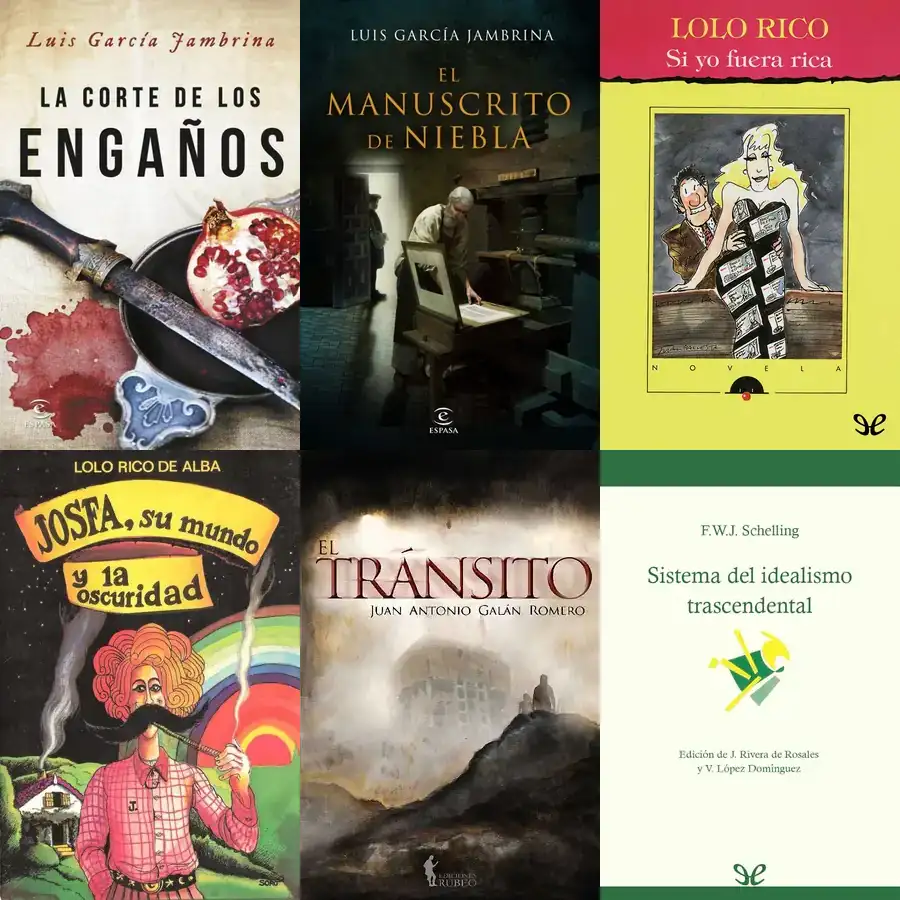 Luis García Jambrina
LA CORTE DE LOS
ENGAÑOS
ESPASA
LUIS GARCÍA JAMBRINA
EL
MANUSCRITO
DE NIEBLA
ESPASA
LOLO RICO
Si yo fuera rica
NOVELA
LOLO RICO DE ALBA
JOSFA, su mundo
y la
oscuridad
J.
SORO
EL
TRÁNSITO
JUAN ANTONIO GALÁN ROMERO
EDICIONES
RUBEO
F.W.J. Schelling
Sistema del idealismo
trascendental
Edición de J. Rivera de Rosales
y V. López Domínguez